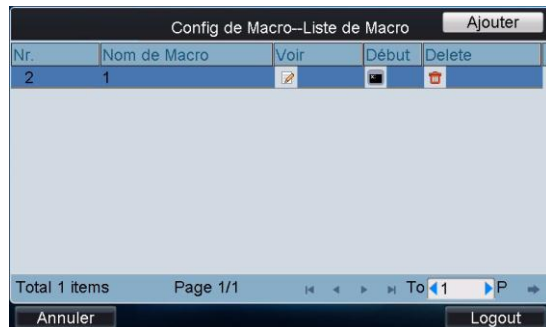 Config de Macro--Liste de Macro Ajouter
Nr. Nom de Macro Voir Début Delete
2 1
Total 1 items Page 1/1 To 1 P
Annuler Logout